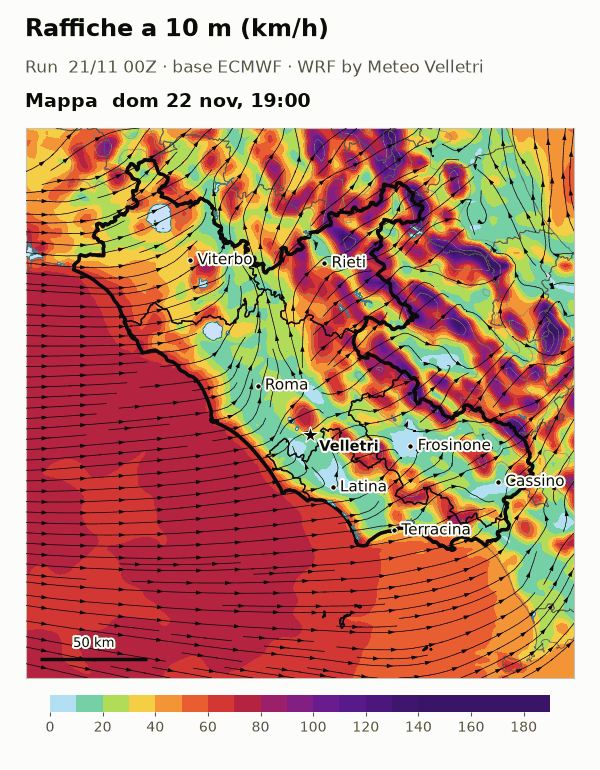 Raffiche a 10 m (km/h)
Run 21/11 00Z · base ECMWF · WRF by Meteo Velletri
Mappa dom 22 nov, 19:00
Viterbo
Rieti
Roma
Velletri
Frosinone
Latina
Cassino
Terracina
50 km
0 20 40 60 80 100 120 140 160 180